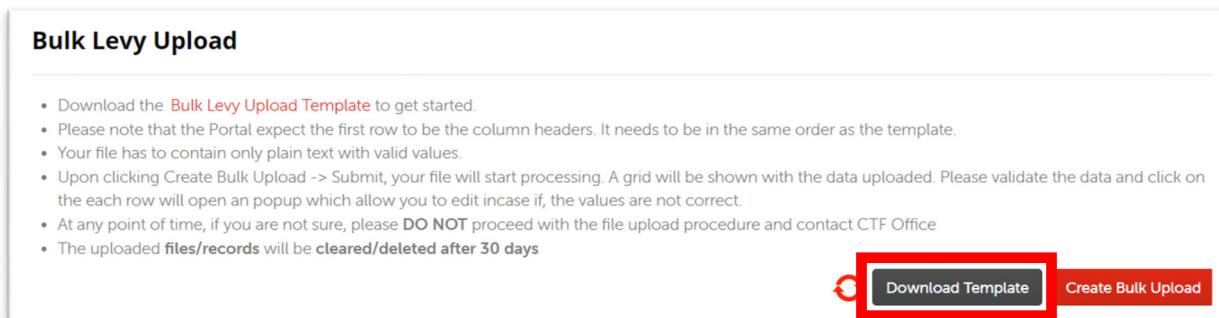 Bulk Levy Upload
Download the Bulk Levy Upload Template to get started.
Please note that the Portal expect the first row to be the column headers. It needs to be in the same order as the template.
Your file has to contain only plain text with valid values.
Upon clicking Create Bulk Upload -> Submit, your file will start processing. A grid will be shown with the data uploaded. Please validate the data and click on
the each row will open an popup which allow you to edit incase if, the values are not correct.
At any point of time, if you are not sure, please DO NOT proceed with the file upload procedure and contact CTF Office
The uploaded files/records will be cleared/deleted after 30 days
Download Template Create Bulk Upload